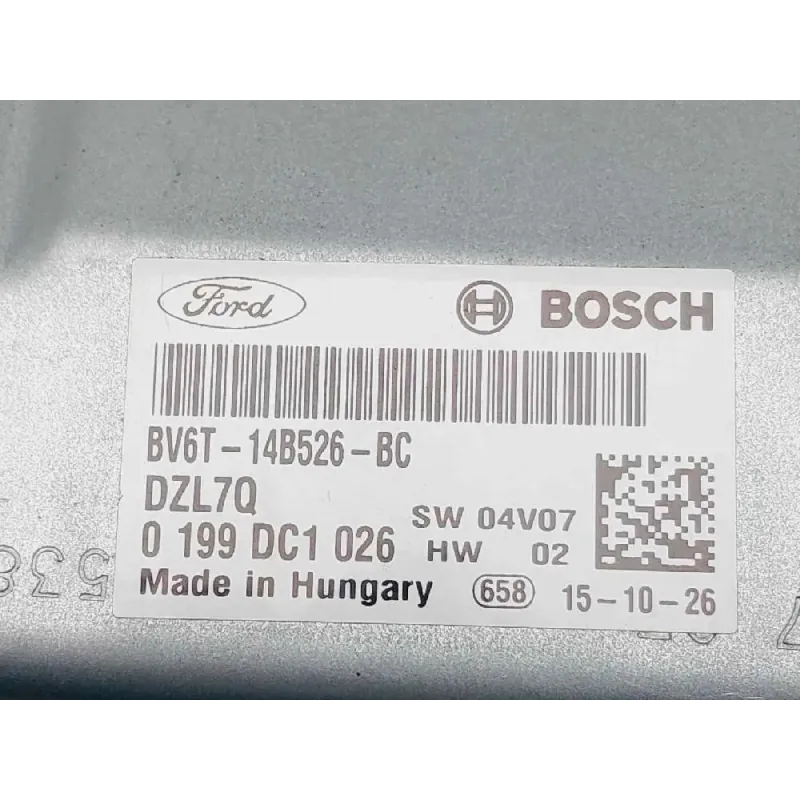 Ford BOSCH
BV6T-14B526-BC
DZL7Q SW 04V07
0 199 DC1 026 HW 02
Made in Hungary 658 15-10-26